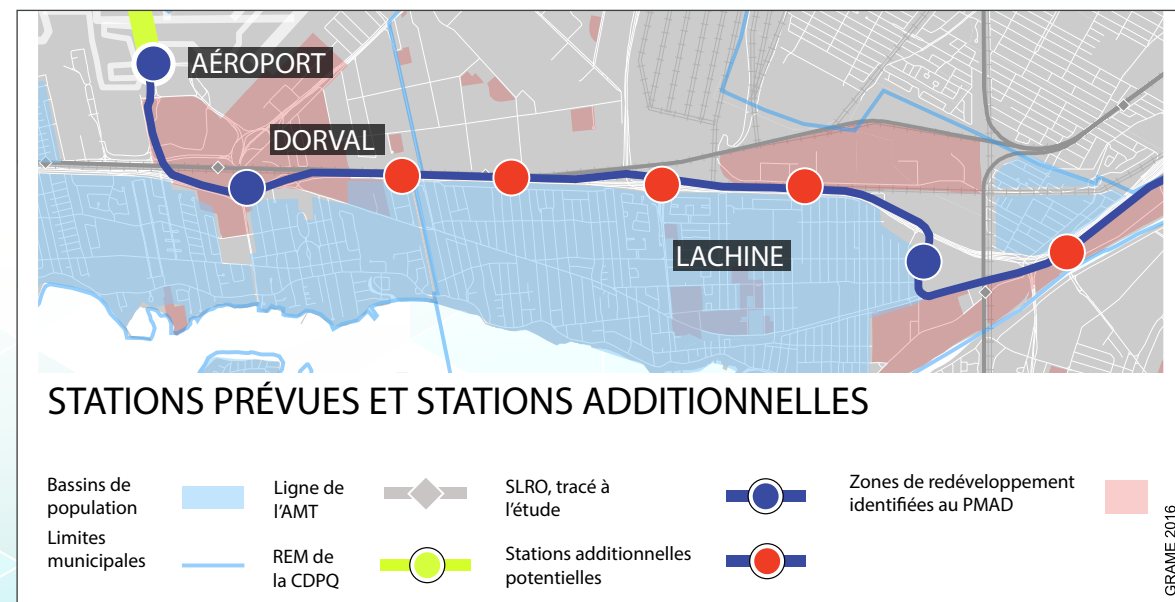 AÉROPORT
DORVAL
LACHINE
STATIONS PRÉVUES ET STATIONS ADDITIONNELLES
Bassins de
population
Limites
municipales
Ligne de
l'AMT
REM de
la CDPQ
SLRO, tracé à
l'étude
Stations additionnelles
potentielles
Zones de redéveloppement
identifiées au PMAD
GRAME 2016